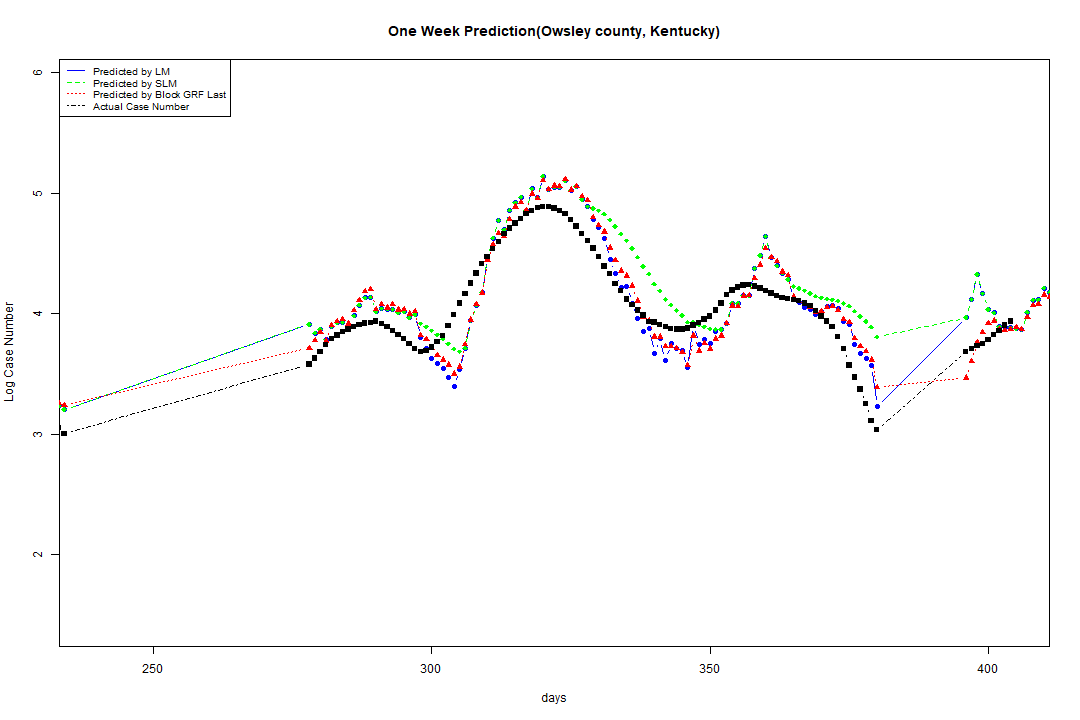 One Week Prediction(Owsley county, Kentucky)
Predicted by LM
Predicted by SLM
Predicted by Block GRF Last
Actual Case Number
6
5
4
3
2
Log Case Number
250
300
350
400
days